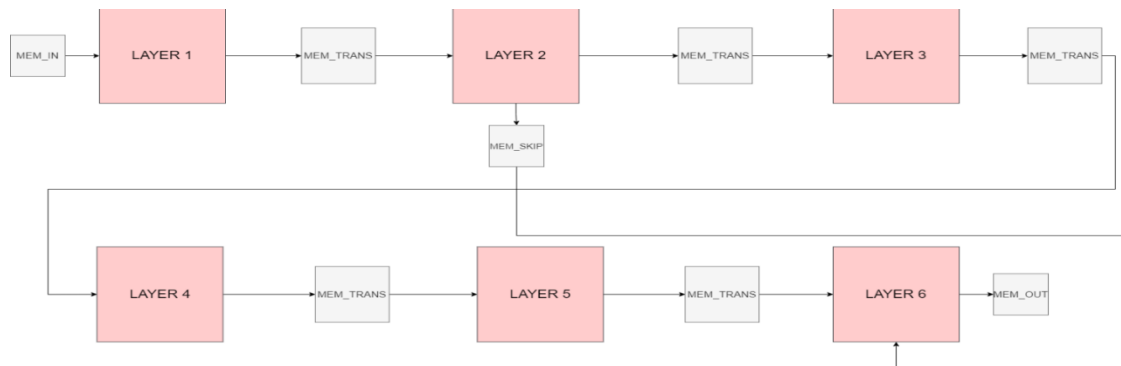 MEM_IN
LAYER 1
MEM_TRANS
LAYER 2
MEM_TRANS
LAYER 3
MEM_TRANS
MEM_SKIP
LAYER 4
MEM_TRANS
LAYER 5
MEM_TRANS
LAYER 6
MEM_OUT